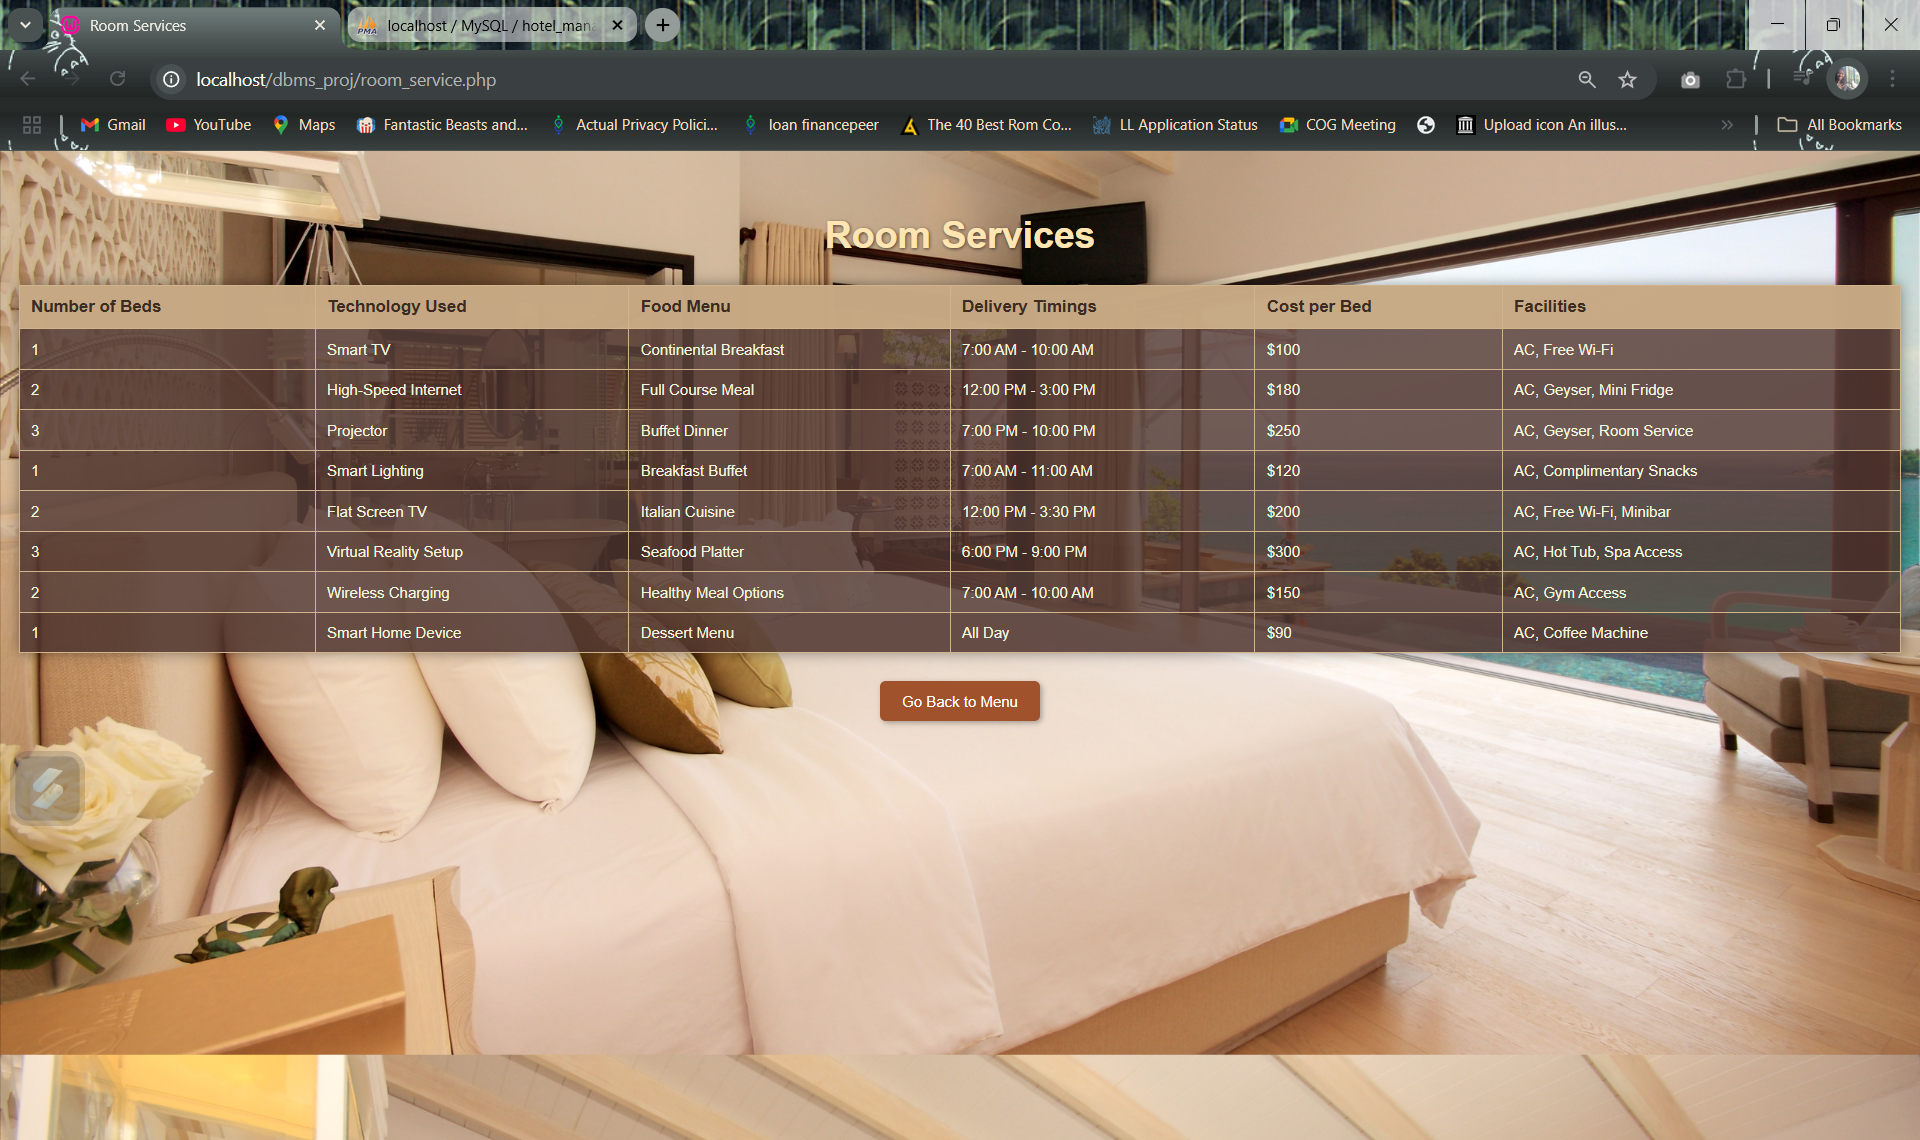 Room Services
localhost / MySQL / hotel_mana
localhost/dbms_proj/room_service.php
Gmail YouTube Maps Fantastic Beasts and... Actual Privacy Polici... loan financepeer The 40 Best Rom Co... LL Application Status COG Meeting Upload icon An illus... All Bookmarks
Room Services
Number of Beds Technology Used Food Menu Delivery Timings Cost per Bed Facilities
1 Smart TV Continental Breakfast 7:00 AM - 10:00 AM $100 AC, Free Wi-Fi
2 High-Speed Internet Full Course Meal 12:00 PM - 3:00 PM $180 AC, Geyser, Mini Fridge
3 Projector Buffet Dinner 7:00 PM - 10:00 PM $250 AC, Geyser, Room Service
1 Smart Lighting Breakfast Buffet 7:00 AM - 11:00 AM $120 AC, Complimentary Snacks
2 Flat Screen TV Italian Cuisine 12:00 PM - 3:30 PM $200 AC, Free Wi-Fi, Minibar
3 Virtual Reality Setup Seafood Platter 6:00 PM - 9:00 PM $300 AC, Hot Tub, Spa Access
2 Wireless Charging Healthy Meal Options 7:00 AM - 10:00 AM $150 AC, Gym Access
1 Smart Home Device Dessert Menu All Day $90 AC, Coffee Machine
Go Back to Menu